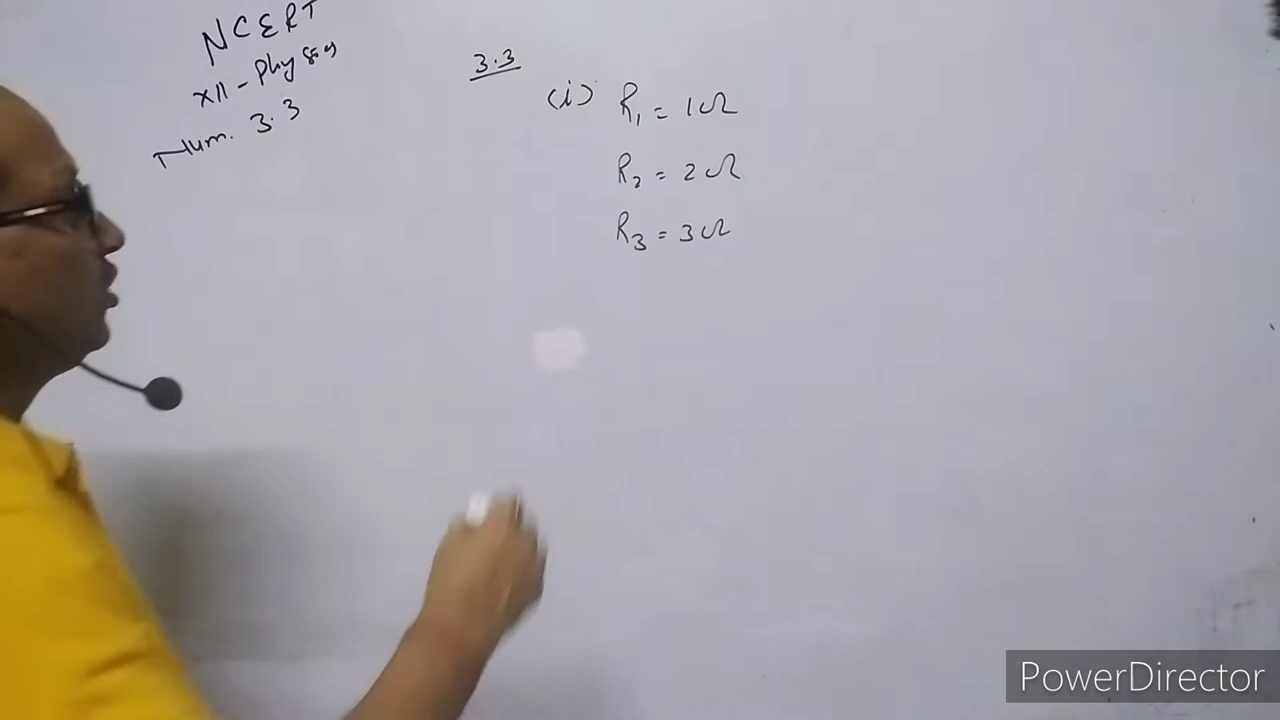 NCERT
XII - Physics
Num. 3.3
3.3
(i) R₁ = 1Ω
R₂ = 2Ω
R₃ = 3Ω
PowerDirector